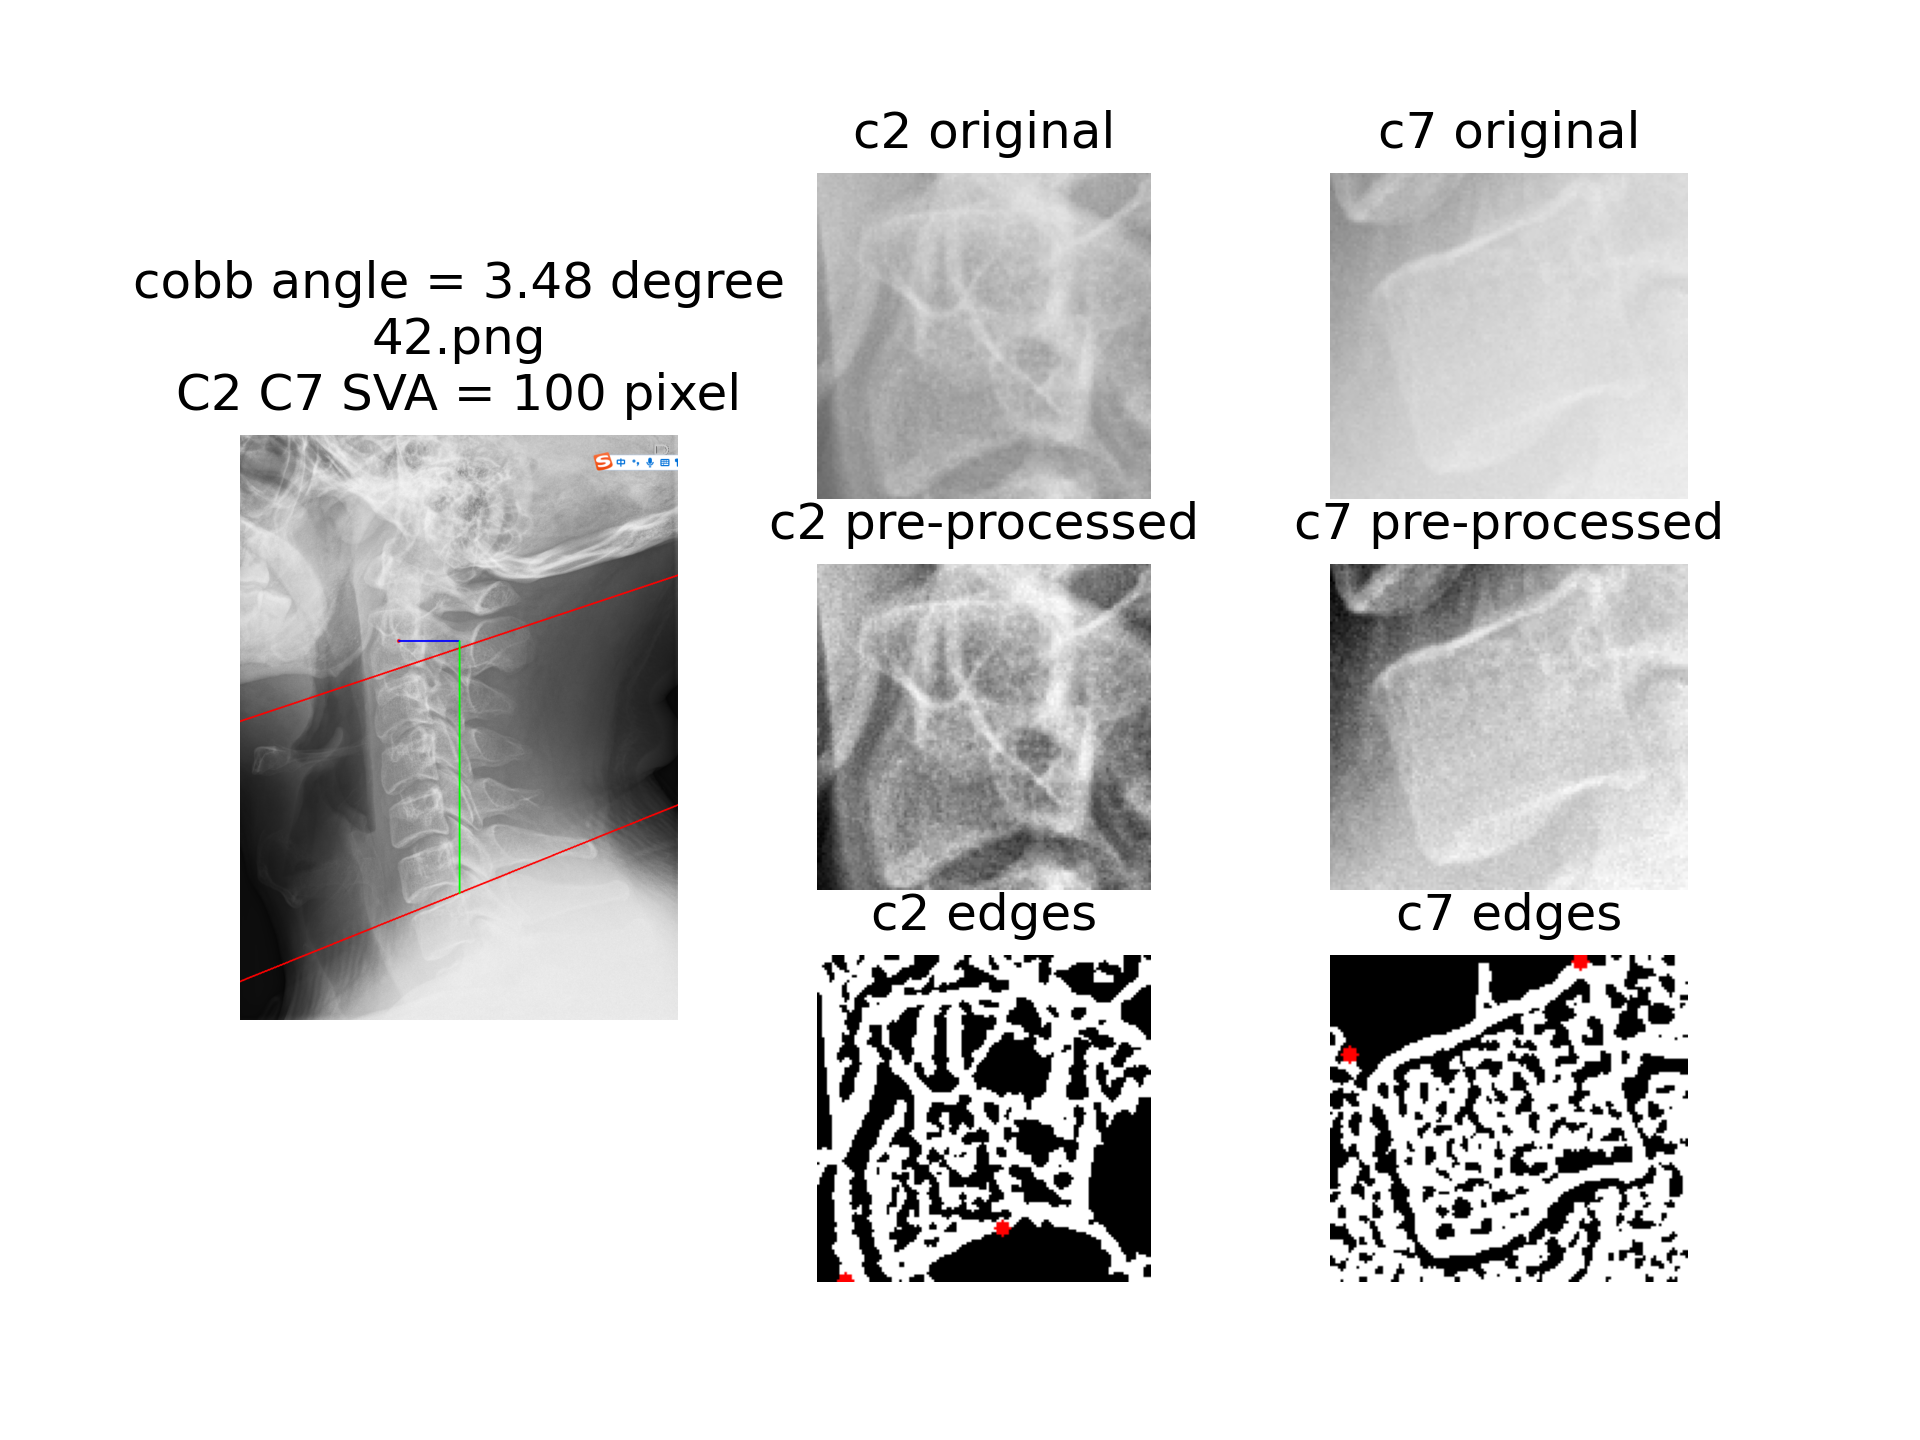 cobb angle = 3.48 degree
42.png
C2 C7 SVA = 100 pixel
中
c2 original
c7 original
c2 pre-processed
c7 pre-processed
c2 edges
c7 edges